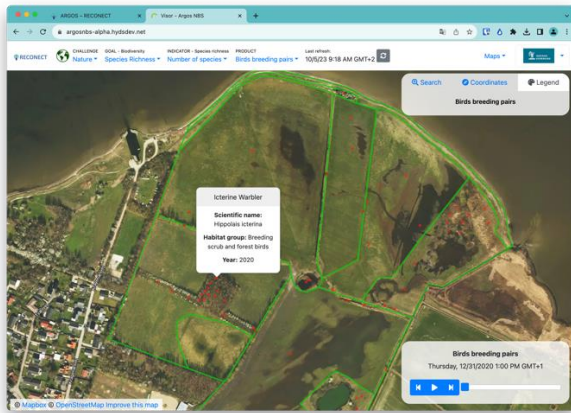 ARGOS – RECONECT
Visor - Argos NBS
argosnbs-alpha.hydsdev.net
RECONECT
CHALLENGE
Nature
GOAL - Biodiversity
Species Richness
INDICATOR - Species richness
Number of species
PRODUCT
Birds breeding pairs
Last refresh
10/5/23 9:18 AM GMT+2
Maps
Search
Coordinates
Legend
Birds breeding pairs
Icterine Warbler
Scientific name:
Hippolais icterina
Habitat group: Breeding
scrub and forest birds
Year: 2020
Birds breeding pairs
Thursday, 12/31/2020 1:00 PM GMT+1
© Mapbox © OpenStreetMap Improve this map